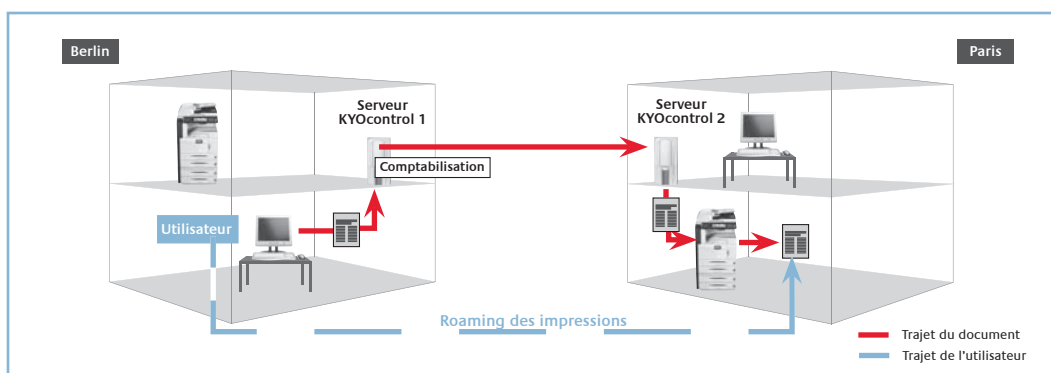 Berlin
Paris
Serveur
KYOcontrol 1
Serveur
KYOcontrol 2
Comptabilisation
Utilisateur
Roaming des impressions
Trajet du document
Trajet de l'utilisateur